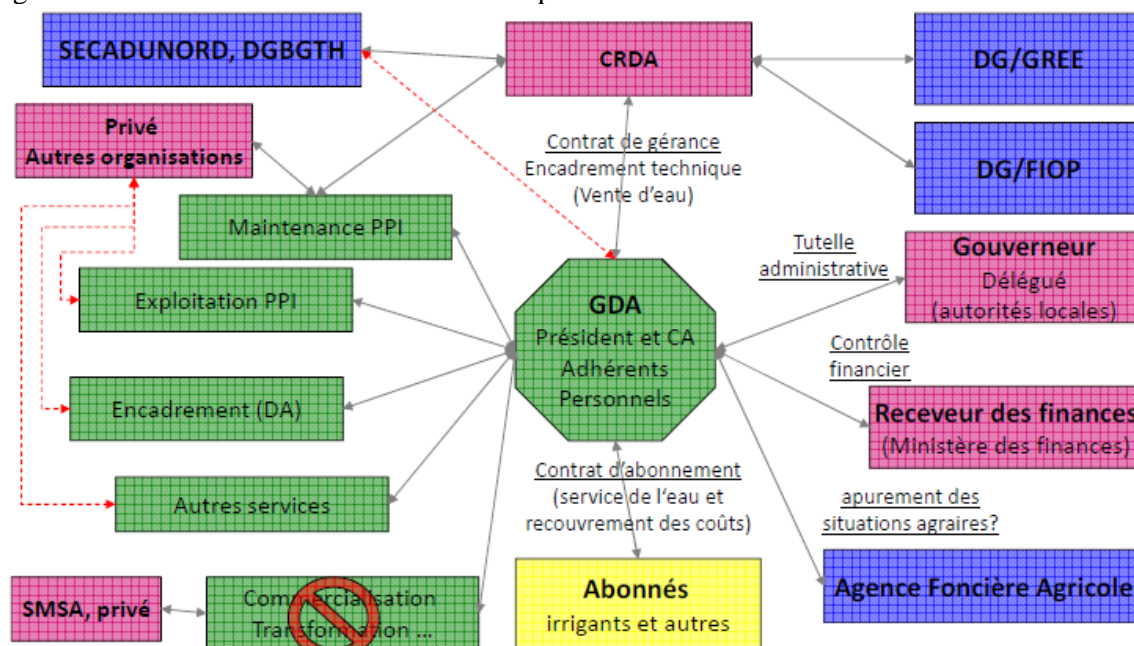 SECADUNORD, DGBGTH
CRDA
DG/GREE
Privé
Autres organisations
Contrat de gérance
Encadrement technique
(Vente d'eau)
DG/FIOP
Maintenance PPI
Tutelle
administrative
Gouverneur
Délégué
(autorités locales)
Exploitation PPI
GDA
Président et CA
Adhérents
Personnels
Contrôle
financier
Encadrement (DA)
Receveur des finances
(Ministère des finances)
Contrat d'abonnement
(service de l'eau et
recouvrement des coûts)
Autres services
apurement des
situations agraires?
Abonnés
irrigants et autres
Agence Foncière Agricole
SMSA, privé
Commercialisation
Transformation ...